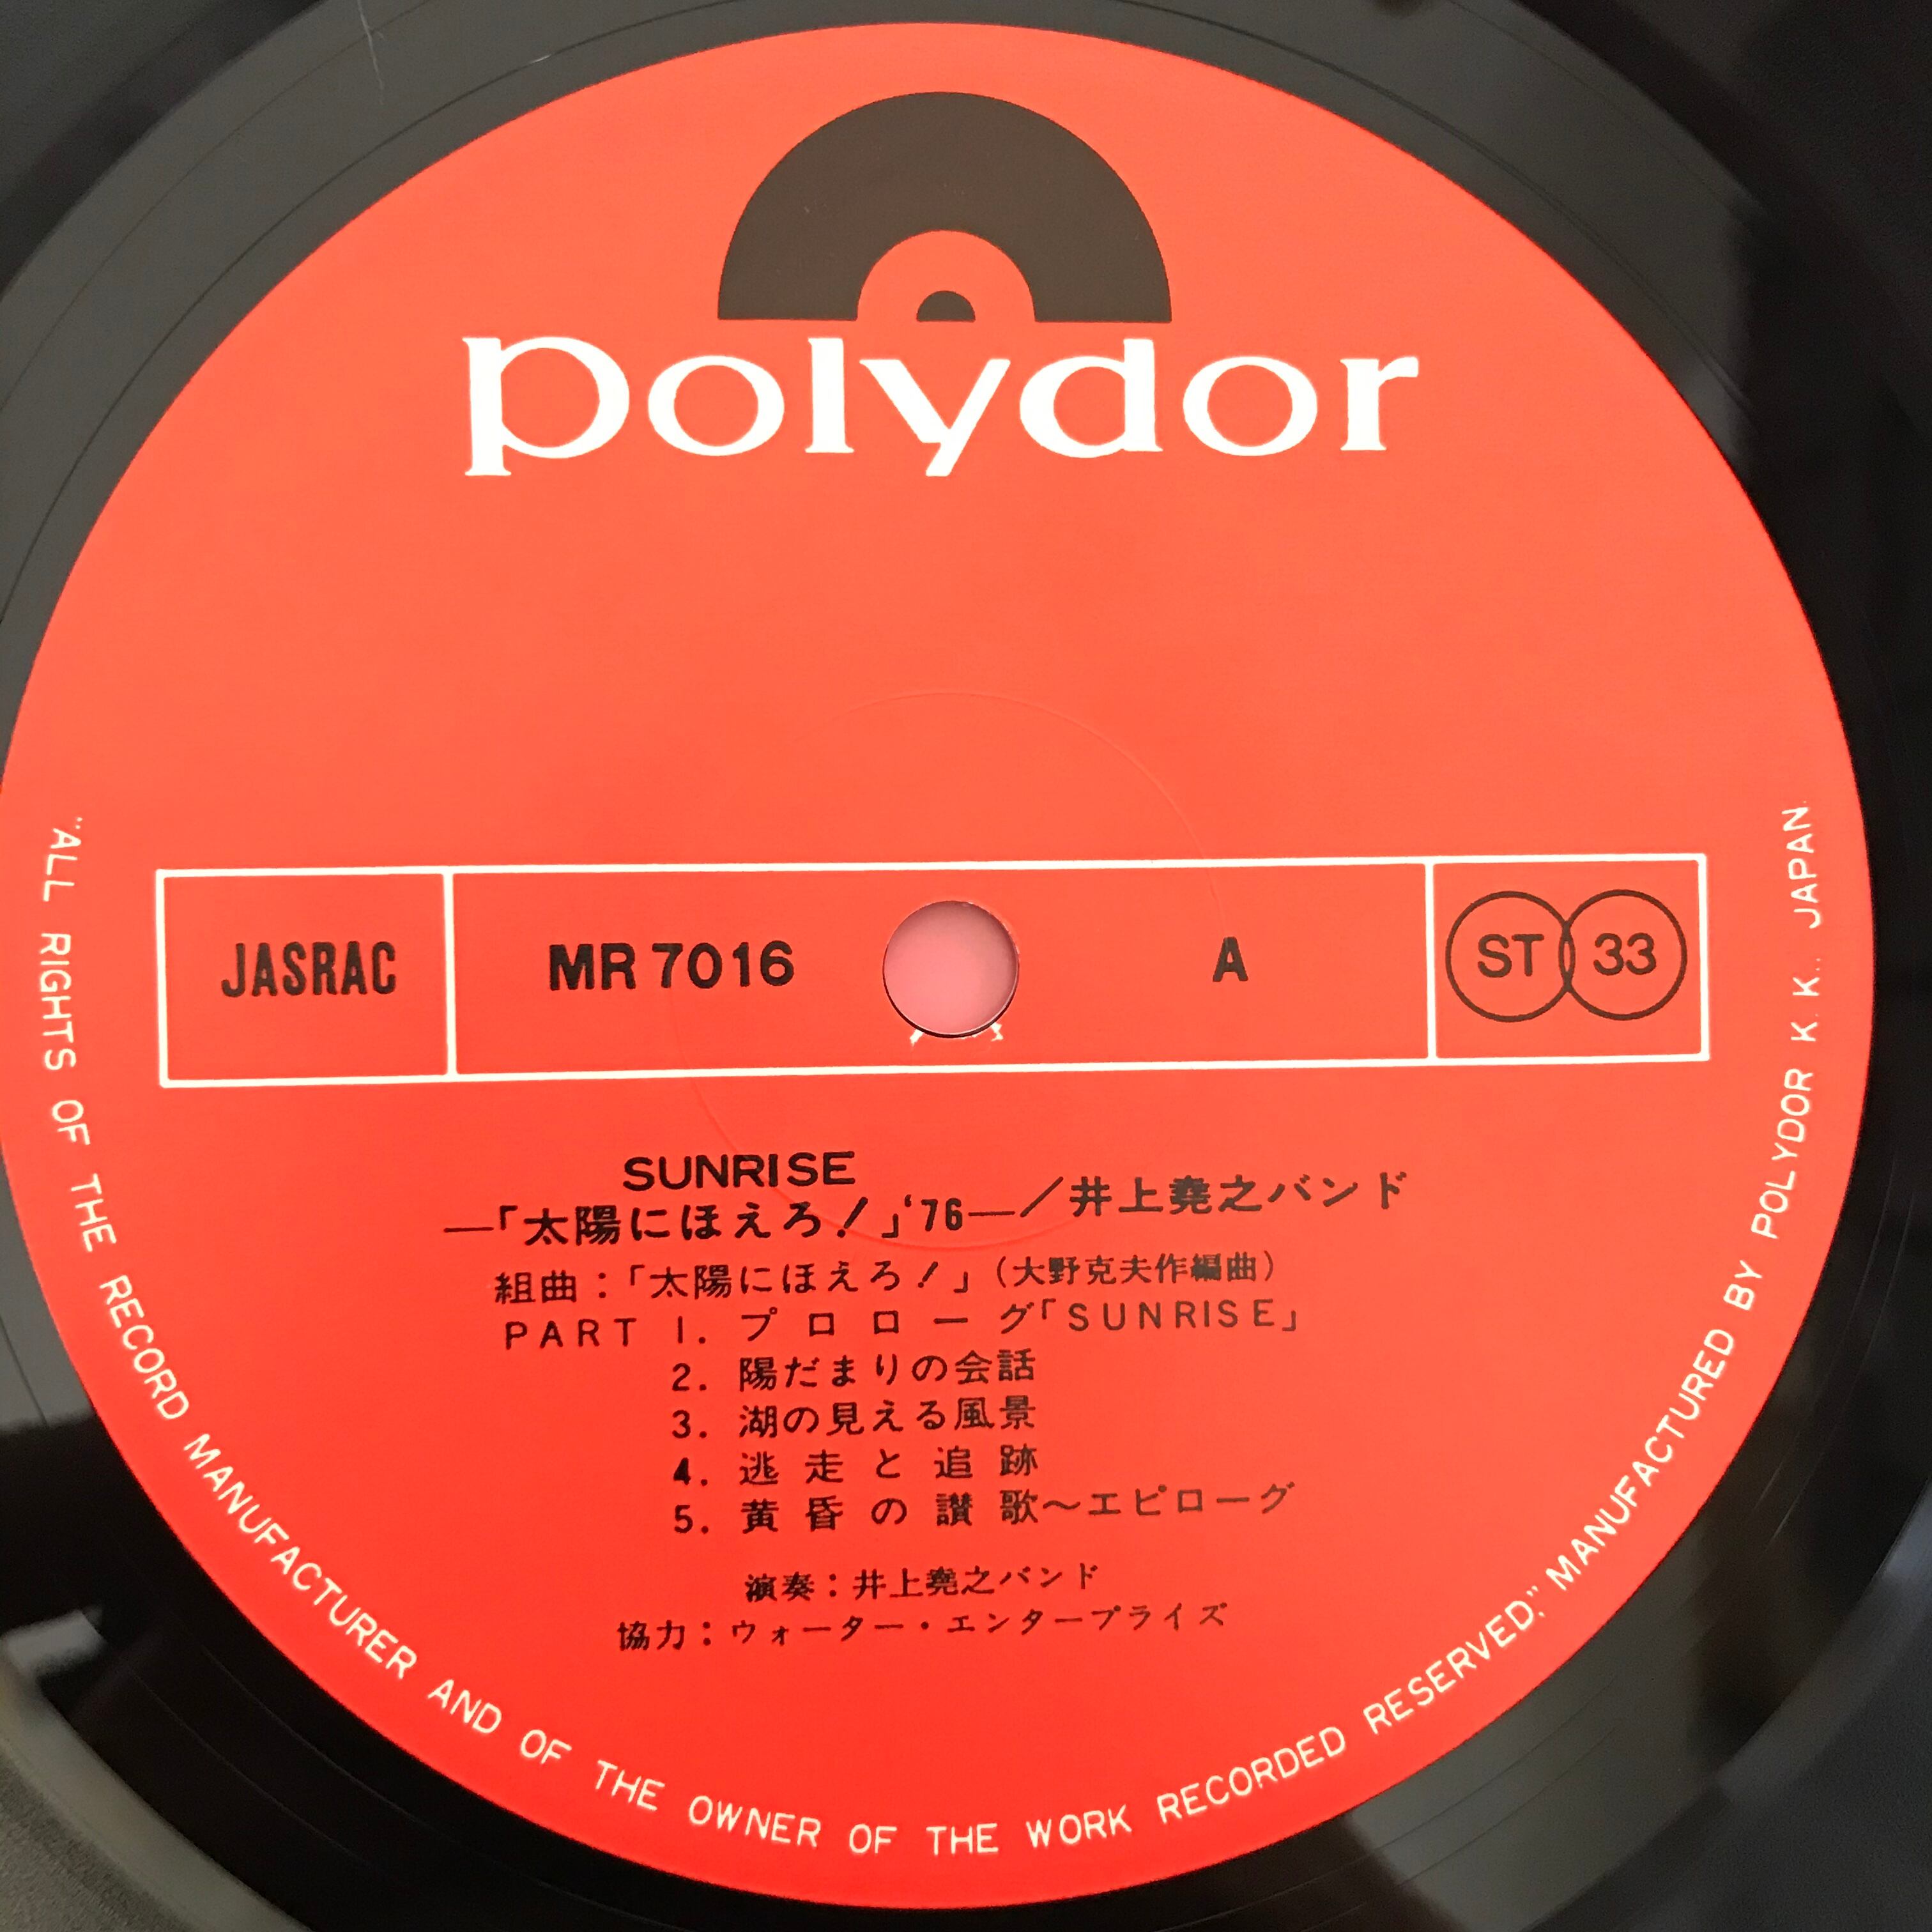 polydor
JASRAC
MR 7016
A
ST 33
SUNRISE
—「太陽にほえろ!」'76—/井上堯之バンド
組曲:「太陽にほえろ!」(大野克夫作編曲)
PART 1. プロローグ「SUNRISE」
2. 陽だまりの会話
3. 湖の見える風景
4. 逃走と追跡
5. 黄昏の讃歌~エピローグ
演奏:井上堯之バンド
協力:ウォーター・エンタープライズ
"ALL RIGHTS OF THE RECORD MANUFACTURER AND OF THE OWNER OF THE WORK RECORDED RESERVED." MANUFACTURED BY POLYDOR K. K., JAPAN.